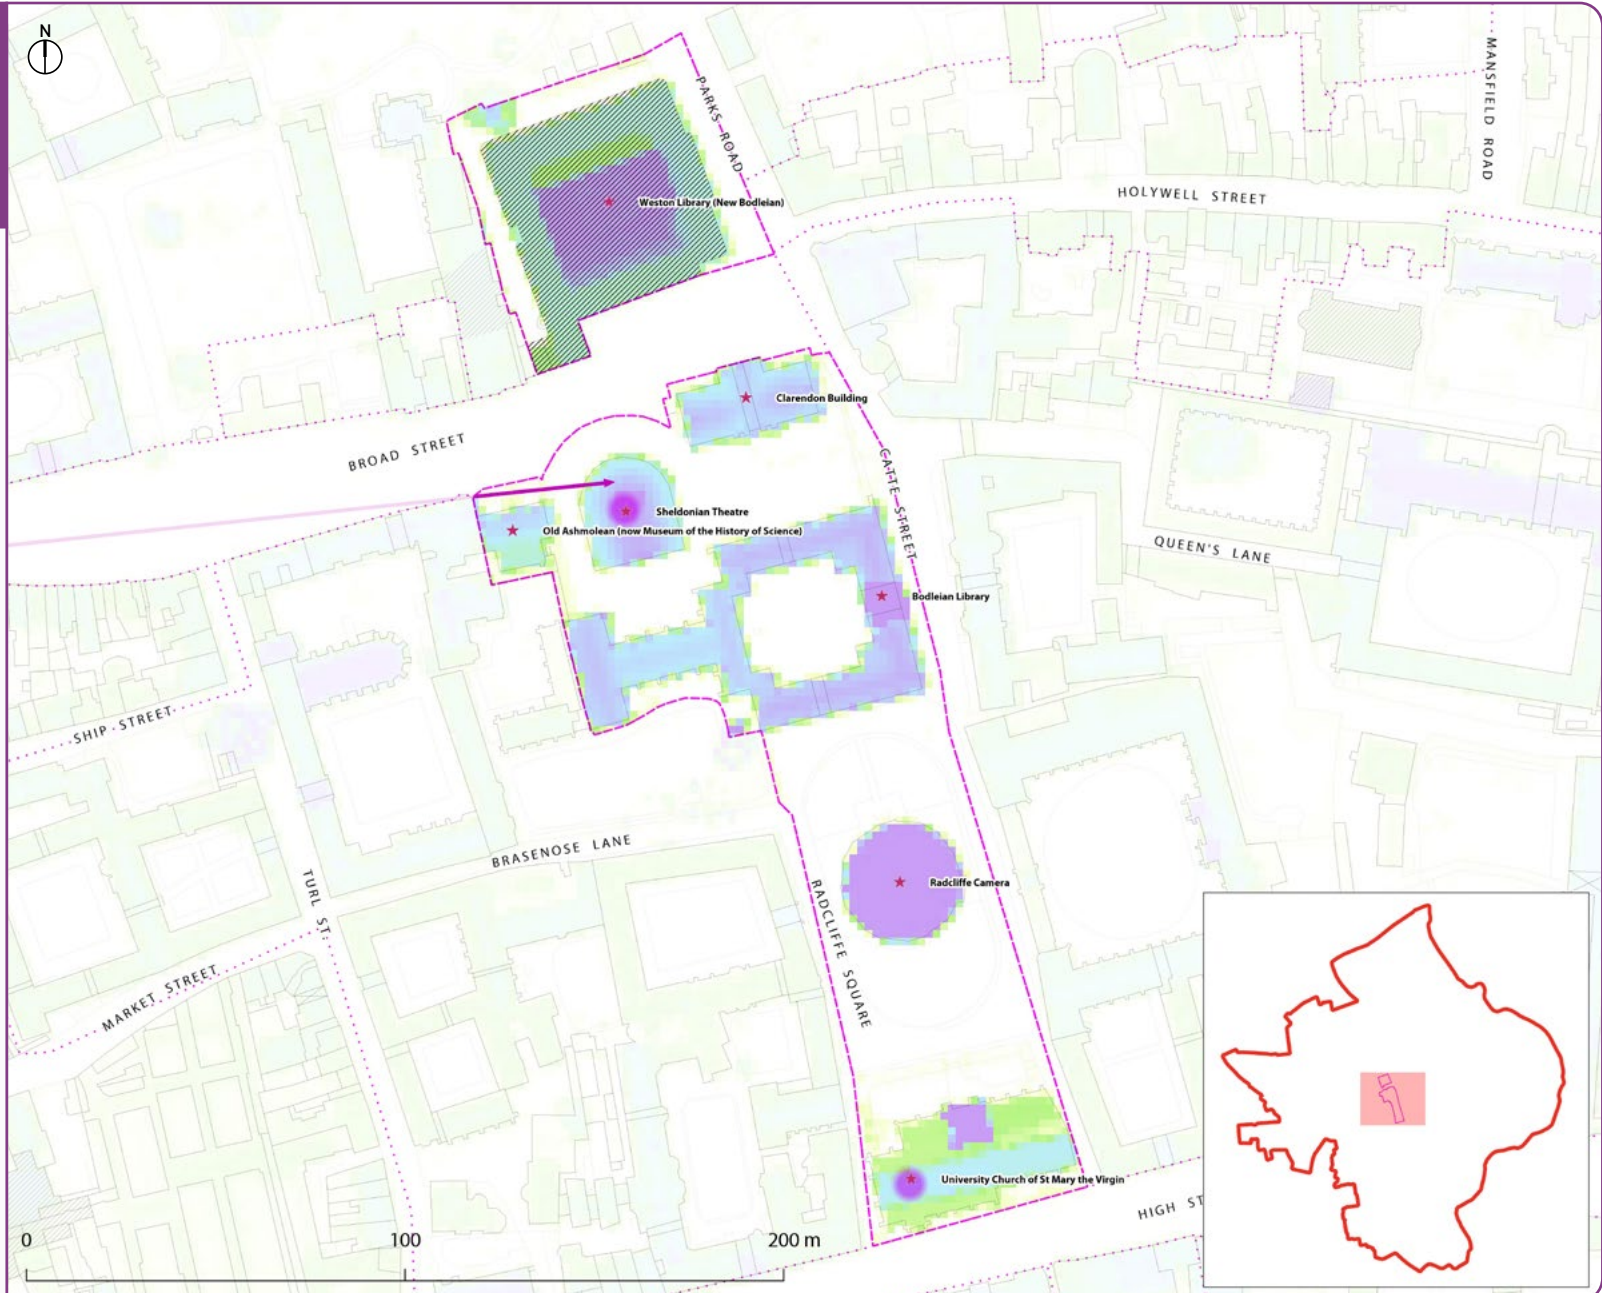 N
PARKS ROAD
MANSFIELD ROAD
HOLYWELL STREET
Weston Library (New Bodleian)
Clarendon Building
BROAD STREET
CATTE STREET
Sheldonian Theatre
Old Ashmolean (now Museum of the History of Science)
QUEEN'S LANE
Bodleian Library
SHIP STREET
BRASENOSE LANE
TURL ST.
Radcliffe Camera
RADCLIFFE SQUARE
MARKET STREET
University Church of St Mary the Virgin
HIGH ST
0 100 200 m